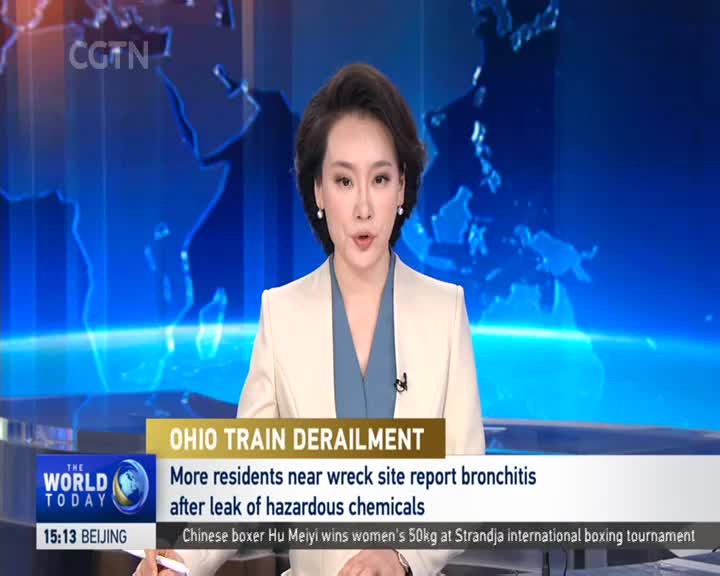 CGTN
OHIO TRAIN DERAILMENT
More residents near wreck site report bronchitis
after leak of hazardous chemicals
THE
WORLD
TODAY
15:13 BEIJING
Chinese boxer Hu Meiyi wins women's 50kg at Strandja international boxing tournament